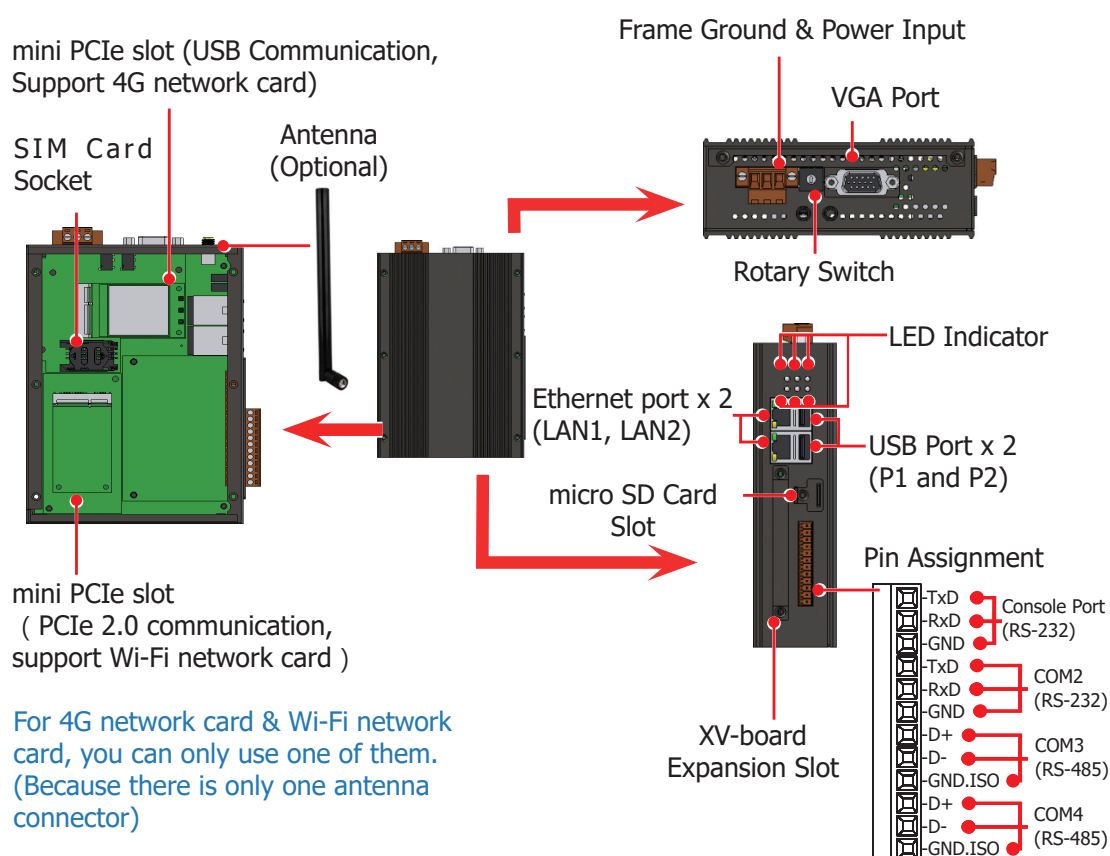 mini PCIe slot (USB Communication,
Support 4G network card)
SIM Card
Socket
Antenna
(Optional)
Frame Ground & Power Input
VGA Port
Rotary Switch
LED Indicator
Ethernet port x 2
(LAN1, LAN2)
USB Port x 2
(P1 and P2)
micro SD Card
Slot
XV-board
Expansion Slot
mini PCIe slot
( PCIe 2.0 communication,
support Wi-Fi network card )
For 4G network card & Wi-Fi network
card, you can only use one of them.
(Because there is only one antenna
connector)
Pin Assignment
TxD
RxD
GND
Console Port
(RS-232)
TxD
RxD
GND
COM2
(RS-232)
D+
D-
GND.ISO
COM3
(RS-485)
D+
D-
GND.ISO
COM4
(RS-485)